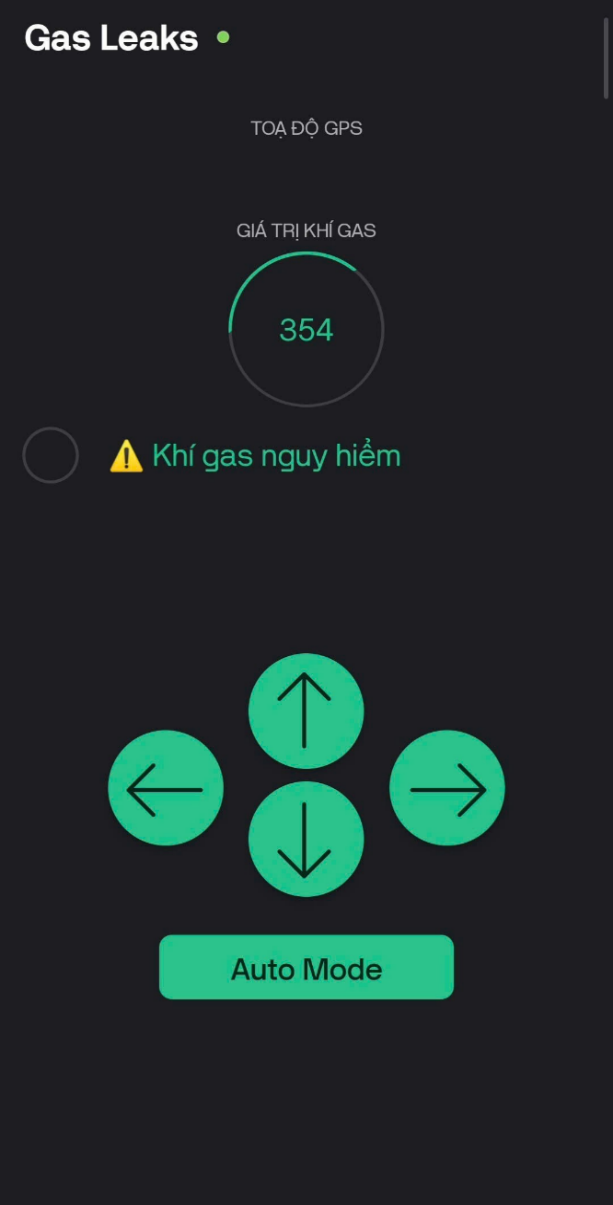 Gas Leaks
TOẠ ĐỘ GPS
GIÁ TRỊ KHÍ GAS
354
⚠️ Khí gas nguy hiểm
Auto Mode